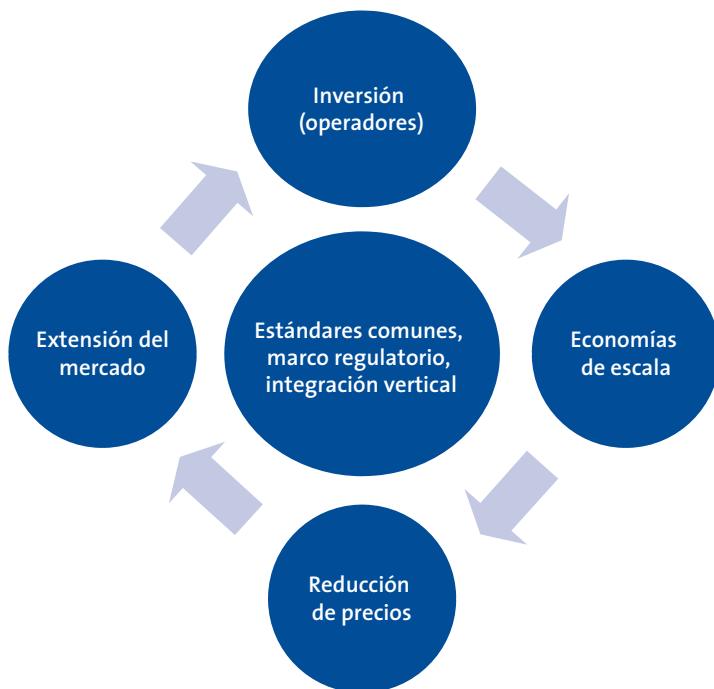 Inversión
(operadores)
Extensión del
mercado
Estándares comunes,
marco regulatorio,
integración vertical
Economías
de escala
Reducción
de precios